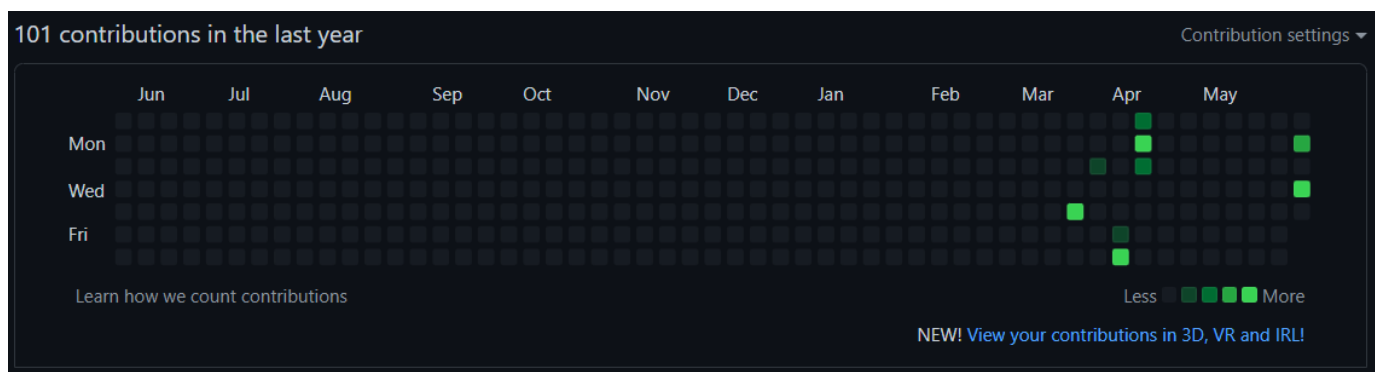 101 contributions in the last year Contribution settings
Jun Jul Aug Sep Oct Nov Dec Jan Feb Mar Apr May
Mon
Wed
Fri
Learn how we count contributions Less More
NEW! View your contributions in 3D, VR and IRL!